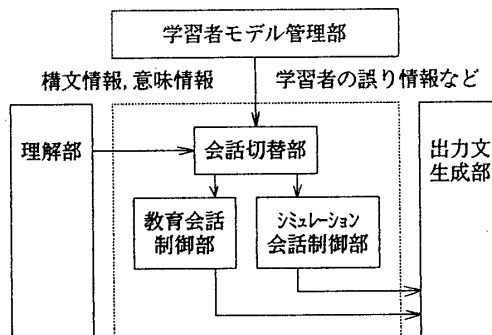 学習者モデル管理部
構文情報,意味情報
学習者の誤り情報など
理解部
会話切替部
出力文
生成部
教育会話
制御部
シミュレーション
会話制御部